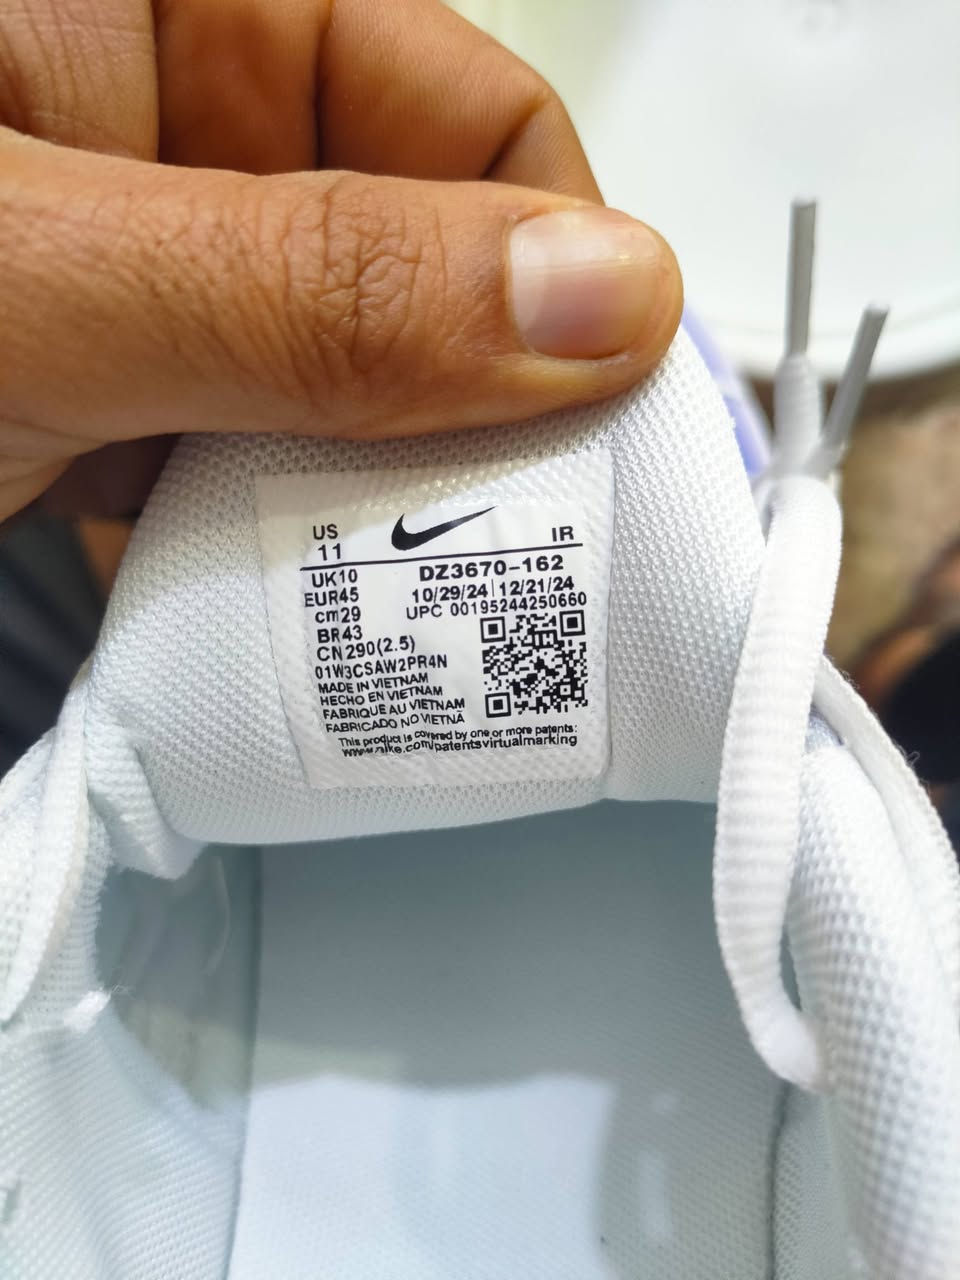 US IR
11
UK10 DZ3670-162
EUR45 10/29/24 12/21/24
cm29 UPC 00195244250660
BR43
CN290(2.5)
01W3CSAW2PR4N
MADE IN VIETNAM
HECHO EN VIETNAM
FABRIQUE AU VIETNAM
FABRICADO NO VIETNÃ
This product is covered by one or more patents:
www.nike.com/patentsvirtualmarking